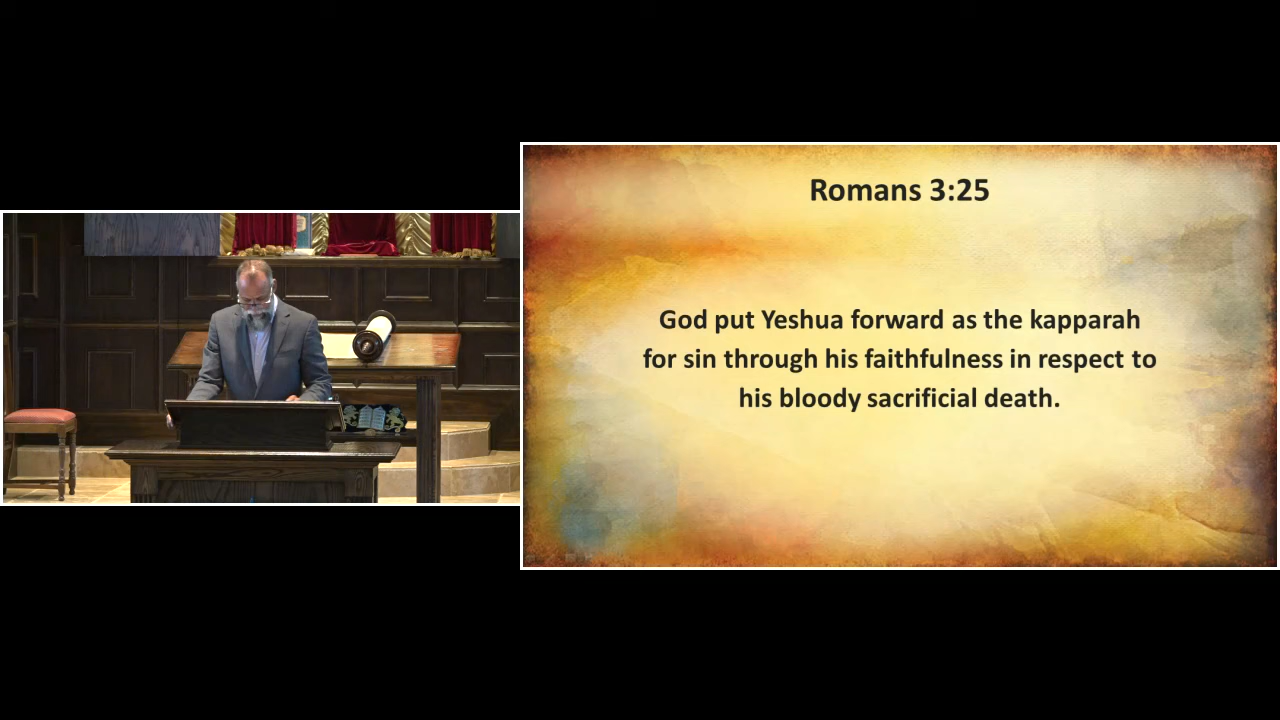 Romans 3:25
God put Yeshua forward as the kapparah
for sin through his faithfulness in respect to
his bloody sacrificial death.